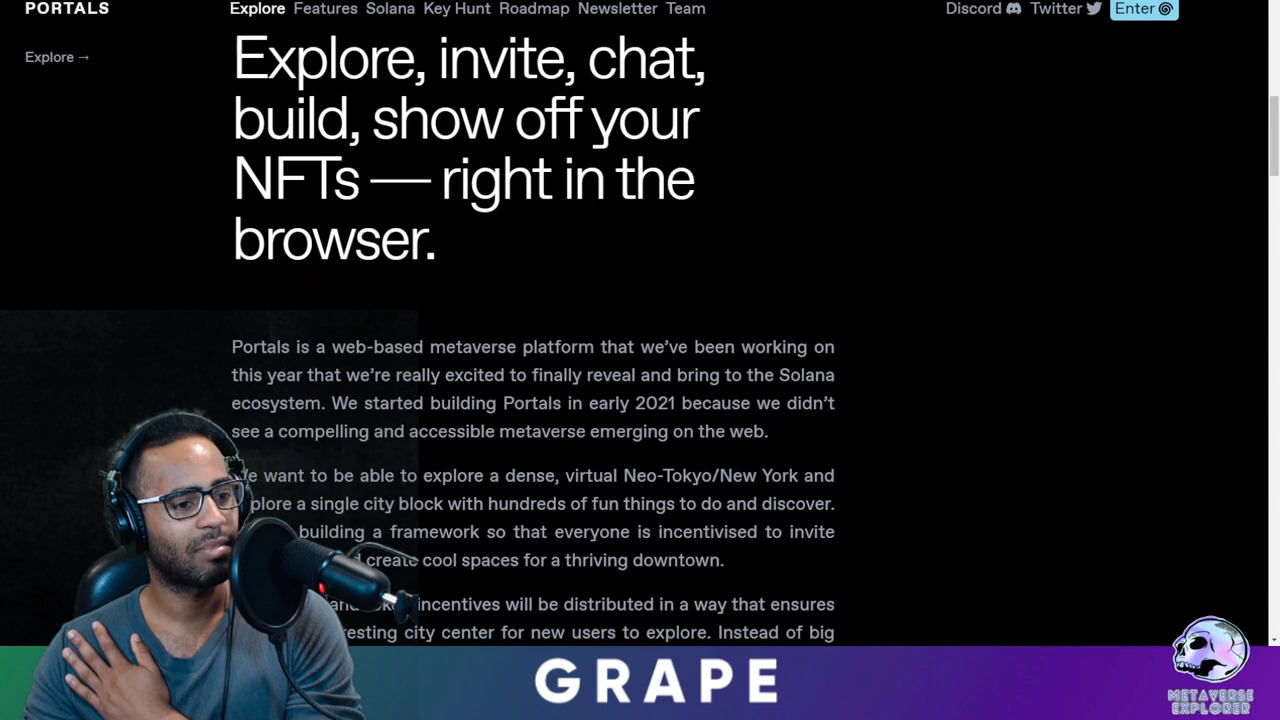 PORTALS
Explore Features Solana Key Hunt Roadmap Newsletter Team
Discord Twitter Enter
Explore →
Explore, invite, chat,
build, show off your
NFTs — right in the
browser.
Portals is a web-based metaverse platform that we’ve been working on
this year that we’re really excited to finally reveal and bring to the Solana
ecosystem. We started building Portals in early 2021 because we didn’t
see a compelling and accessible metaverse emerging on the web.
want to be able to explore a dense, virtual Neo-Tokyo/New York and
a single city block with hundreds of fun things to do and discover.
building a framework so that everyone is incentivised to invite
create cool spaces for a thriving downtown.
incentives will be distributed in a way that ensures
city center for new users to explore. Instead of big
GRAPE
METAVERSE
EXPLORER